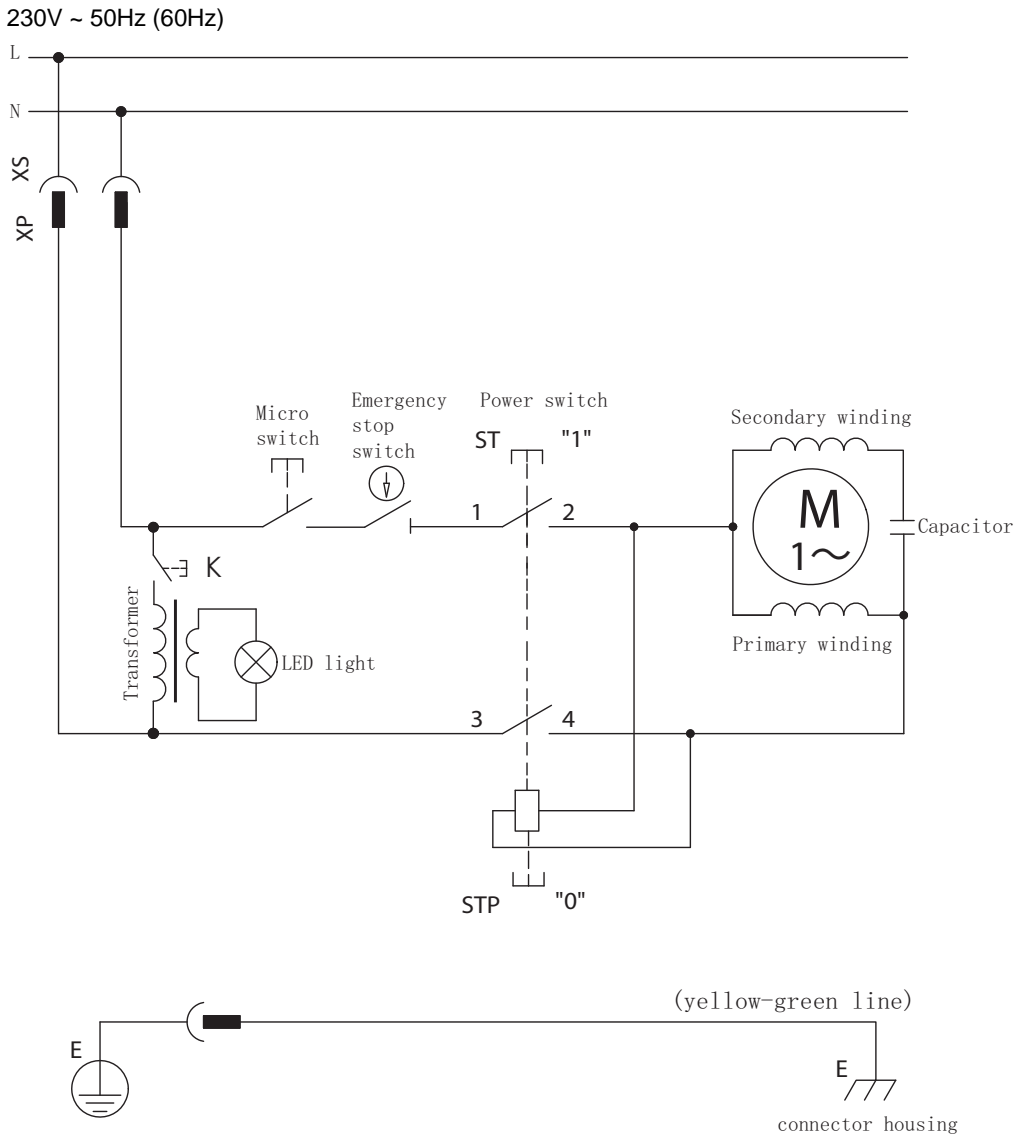 230V ~ 50Hz (60Hz)
L
N
XS
XP
Micro
switch
Emergency
stop
switch
Power switch
ST "1"
Secondary winding
1 2
M
1~
Capacitor
K
Transformer
LED light
Primary winding
3 4
STP "0"
(yellow-green line)
E
E
connector housing